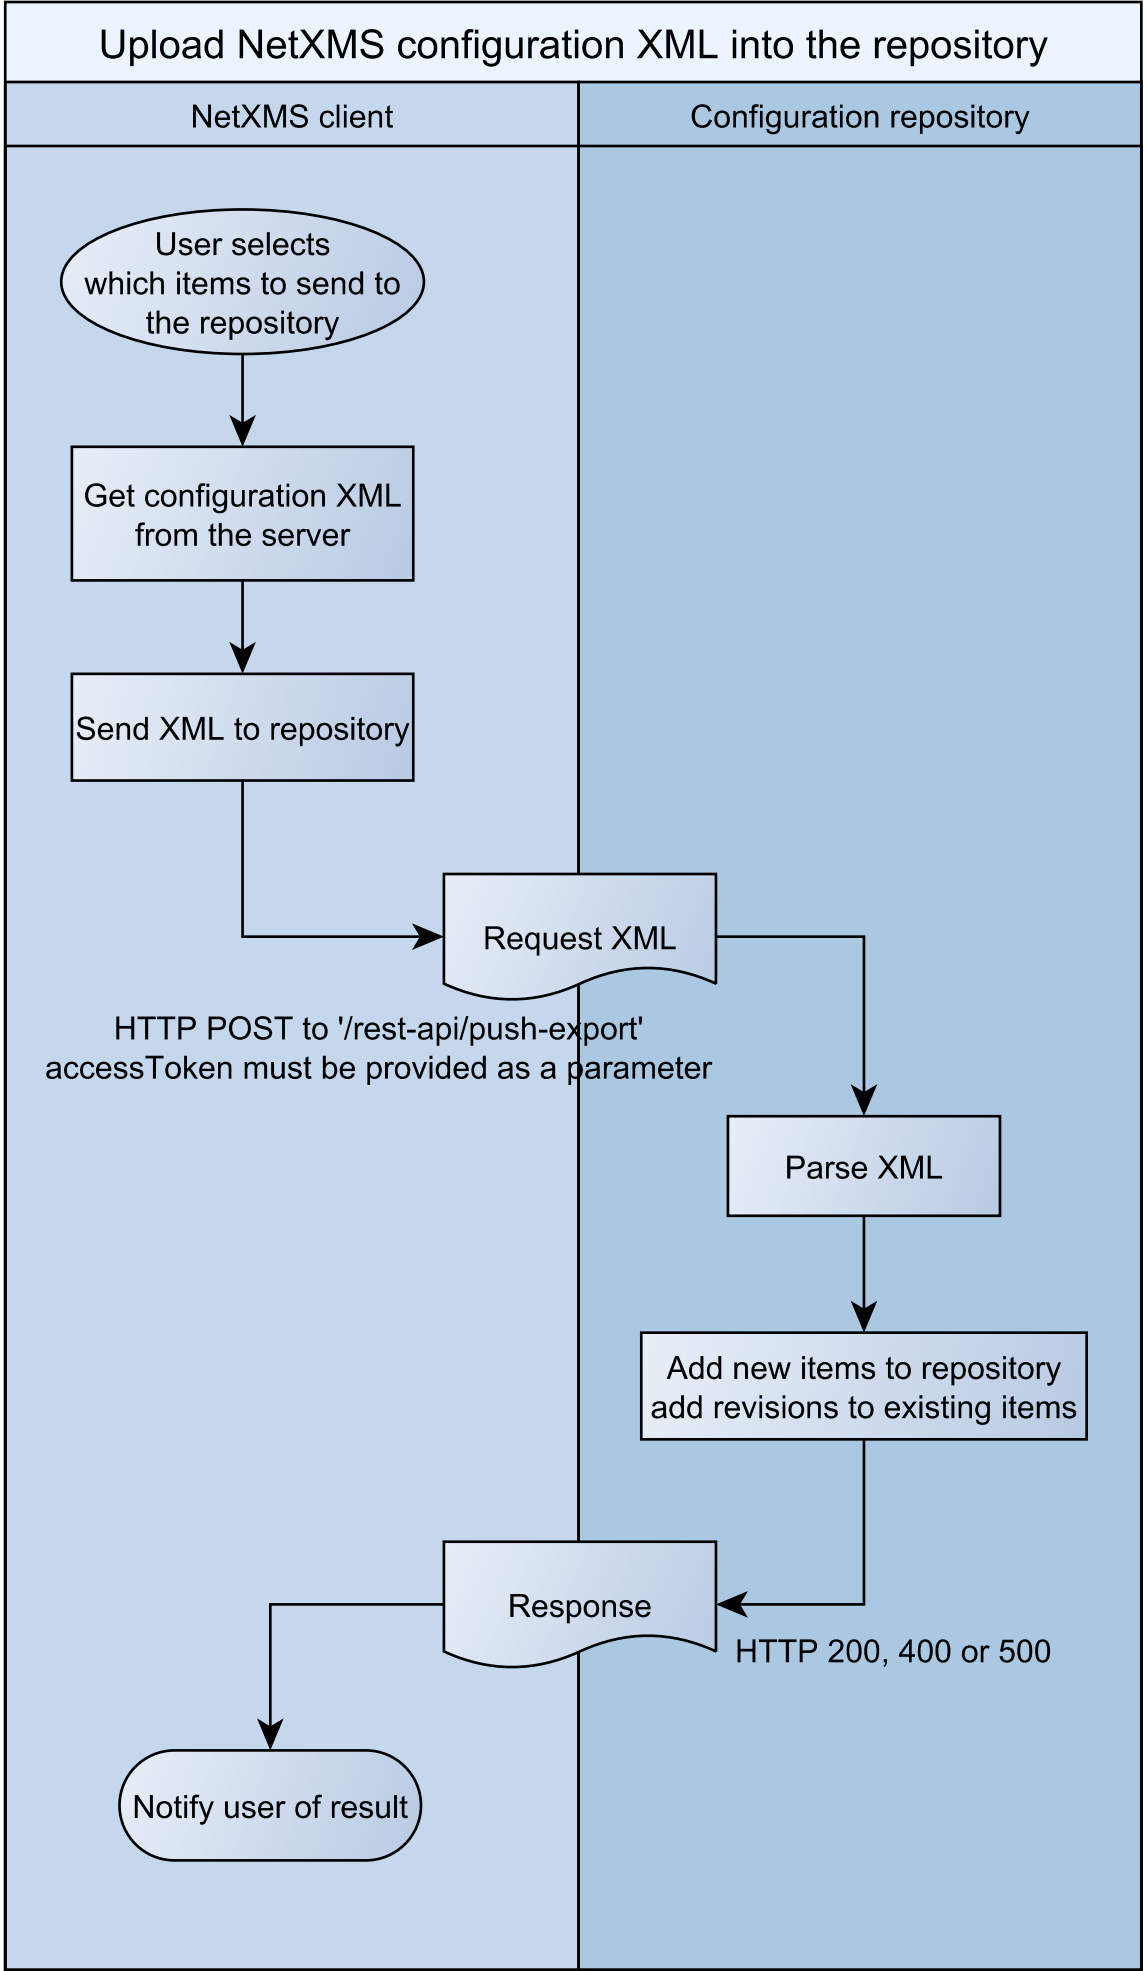 Upload NetXMS configuration XML into the repository
NetXMS client
Configuration repository
User selects
which items to send to
the repository
Get configuration XML
from the server
Send XML to repository
Request XML
HTTP POST to '/rest-api/push-export'
accessToken must be provided as a parameter
Parse XML
Add new items to repository
add revisions to existing items
Response
HTTP 200, 400 or 500
Notify user of result